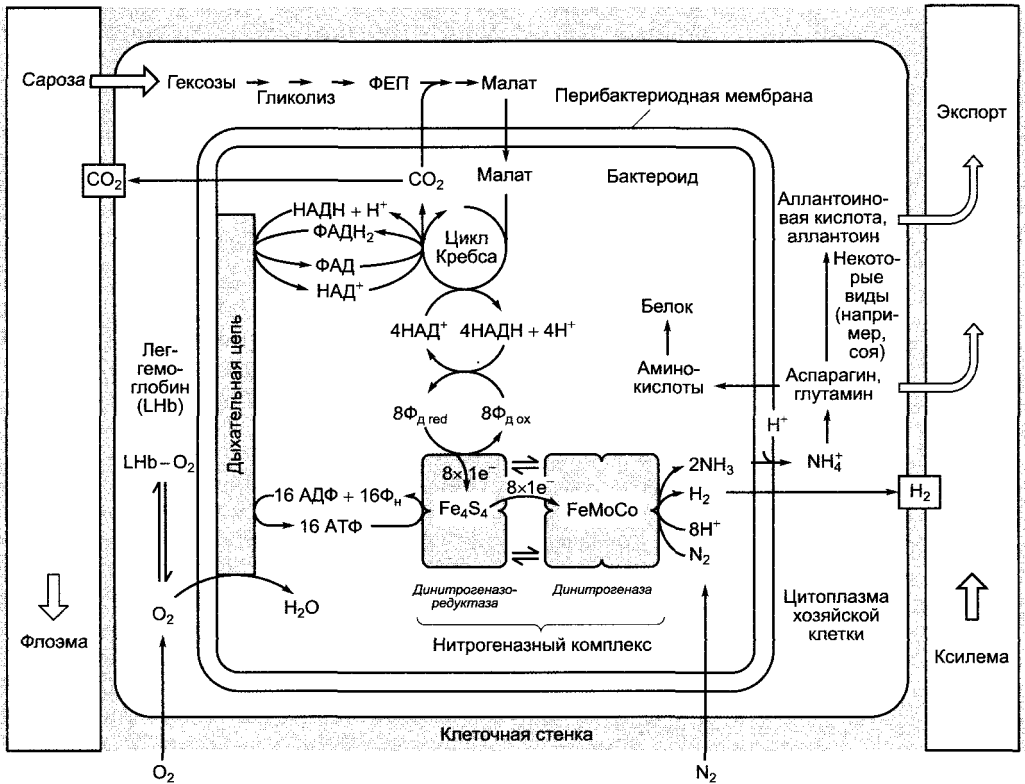 Сароза
Гексозы
Гликолиз
ФЕП
Малат
Перибактериодная мембрана
Экспорт
CO₂
CO₂
Малат
Бактероид
НАДН + H⁺
ФАДН₂
ФАД
НАД⁺
Цикл
Кребса
Аллантоино-
вая кислота,
аллантоин
Некото-
рые
виды
(напри-
мер,
соя)
Белок
4НАД⁺
4НАДН + 4H⁺
Лег-
гемо-
глобин
(LHb)
Дыхательная цепь
Амино-
кислоты
Аспарагин,
глутамин
8Ф_д red
8Ф_д ox
H⁺
LHb – O₂
8×1e⁻
8×1e⁻
2NH₃
NH₄⁺
16 АДФ + 16Ф_н
16 АТФ
Fe₄S₄
FeMoCo
H₂
H₂
8H⁺
N₂
Динитрогеназо-
редуктаза
Динитрогеназа
O₂
H₂O
Цитоплазма
хозяйской
клетки
Флоэма
Нитрогеназный комплекс
Ксилема
Клеточная стенка
O₂
N₂